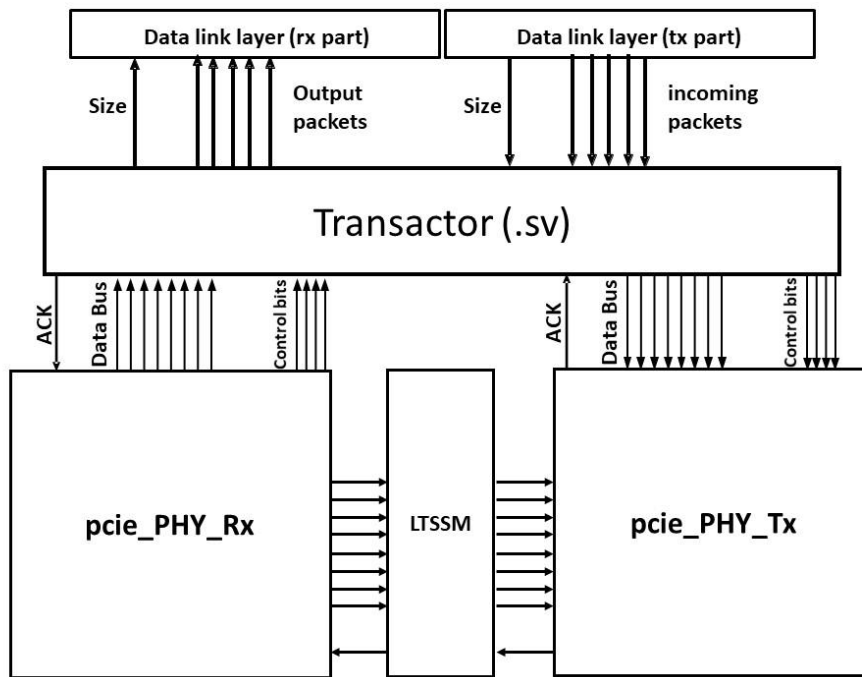 Data link layer (rx part)
Data link layer (tx part)
Size
Output
packets
Size
incoming
packets
Transactor (.sv)
ACK
Data Bus
Control bits
ACK
Data Bus
Control bits
pcie_PHY_Rx
LTSSM
pcie_PHY_Tx